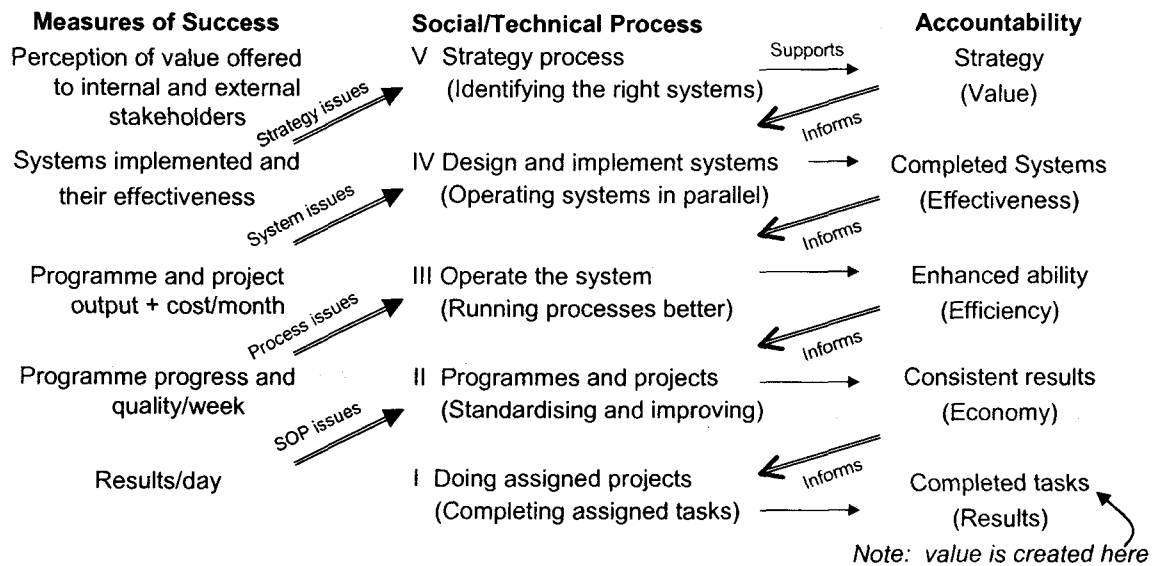 Measures of Success
Social/Technical Process
Accountability
Perception of value offered
to internal and external
stakeholders
Strategy issues
V Strategy process
(Identifying the right systems)
Supports
Strategy
(Value)
Informs
Systems implemented and
their effectiveness
System issues
IV Design and implement systems
(Operating systems in parallel)
Completed Systems
(Effectiveness)
Informs
Programme and project
output + cost/month
Process issues
III Operate the system
(Running processes better)
Enhanced ability
(Efficiency)
Informs
Programme progress and
quality/week
SOP issues
II Programmes and projects
(Standardising and improving)
Consistent results
(Economy)
Informs
Results/day
I Doing assigned projects
(Completing assigned tasks)
Completed tasks
(Results)
Note: value is created here